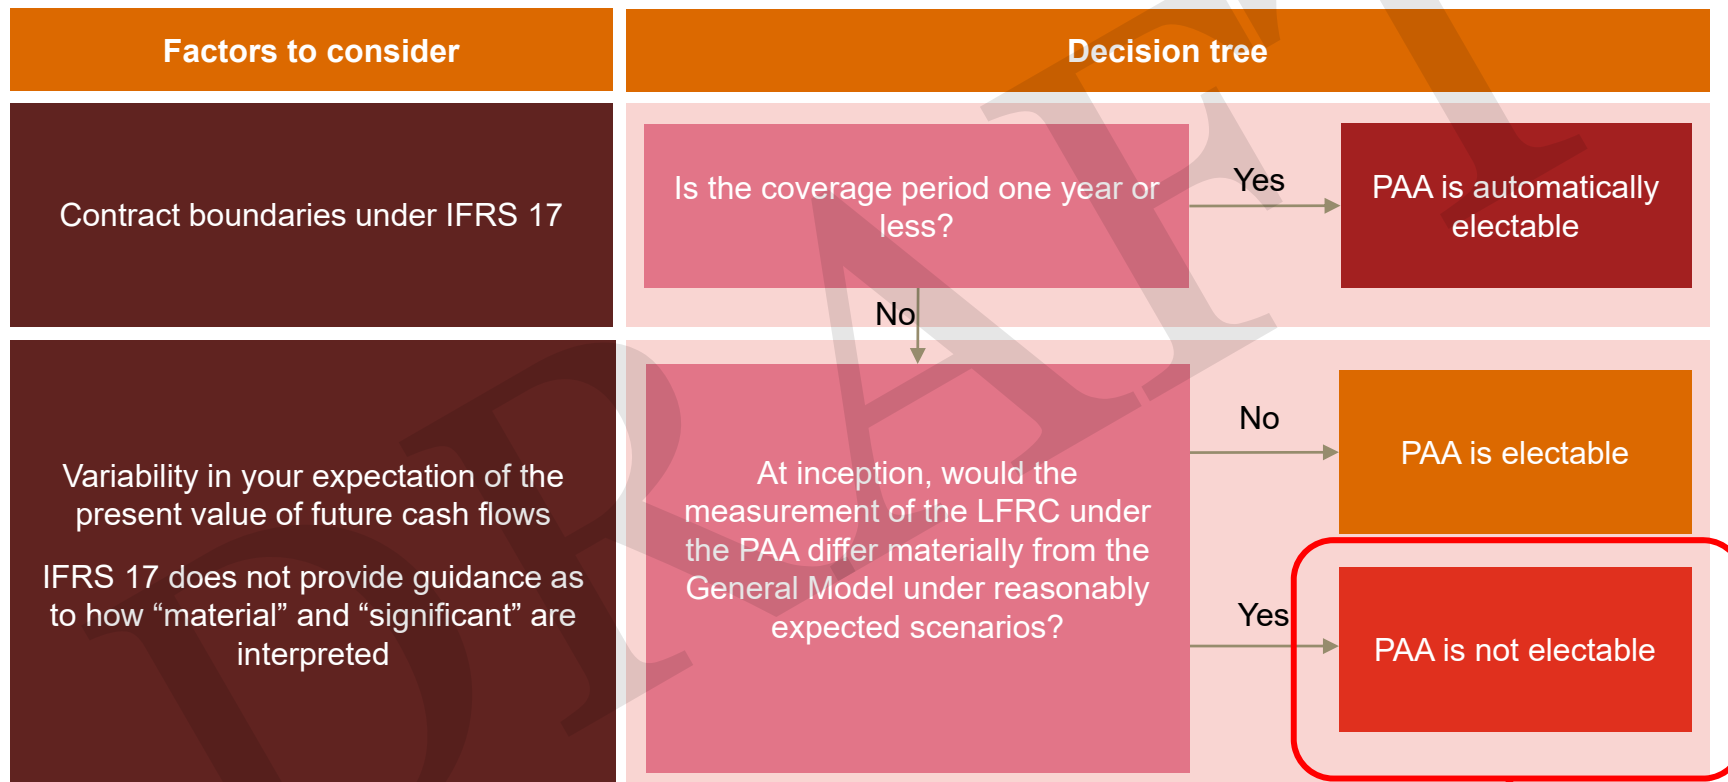 Factors to consider
Decision tree
Contract boundaries under IFRS 17
Is the coverage period one year or
less?
Yes
PAA is automatically
electable
No
Variability in your expectation of the
present value of future cash flows
IFRS 17 does not provide guidance as
to how “material” and “significant” are
interpreted
At inception, would the
measurement of the LFRC under
the PAA differ materially from the
General Model under reasonably
expected scenarios?
No
PAA is electable
Yes
PAA is not electable
DRAFT